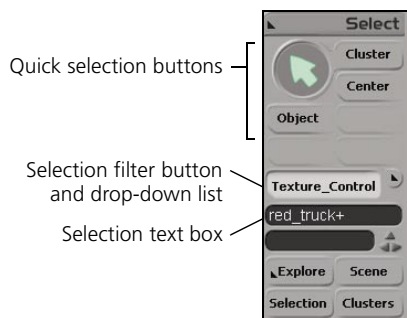 Select
Quick selection buttons
Cluster
Center
Object
Selection filter button
and drop-down list
Texture_Control
Selection text box
red_truck+
Explore
Scene
Selection
Clusters